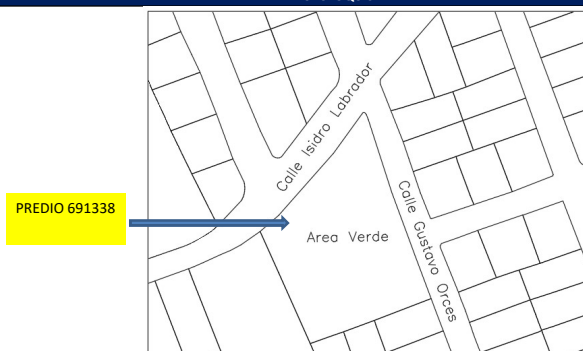 Calle Isidro Labrador
PREDIO 691338
Area Verde
Calle Gustavo Orces